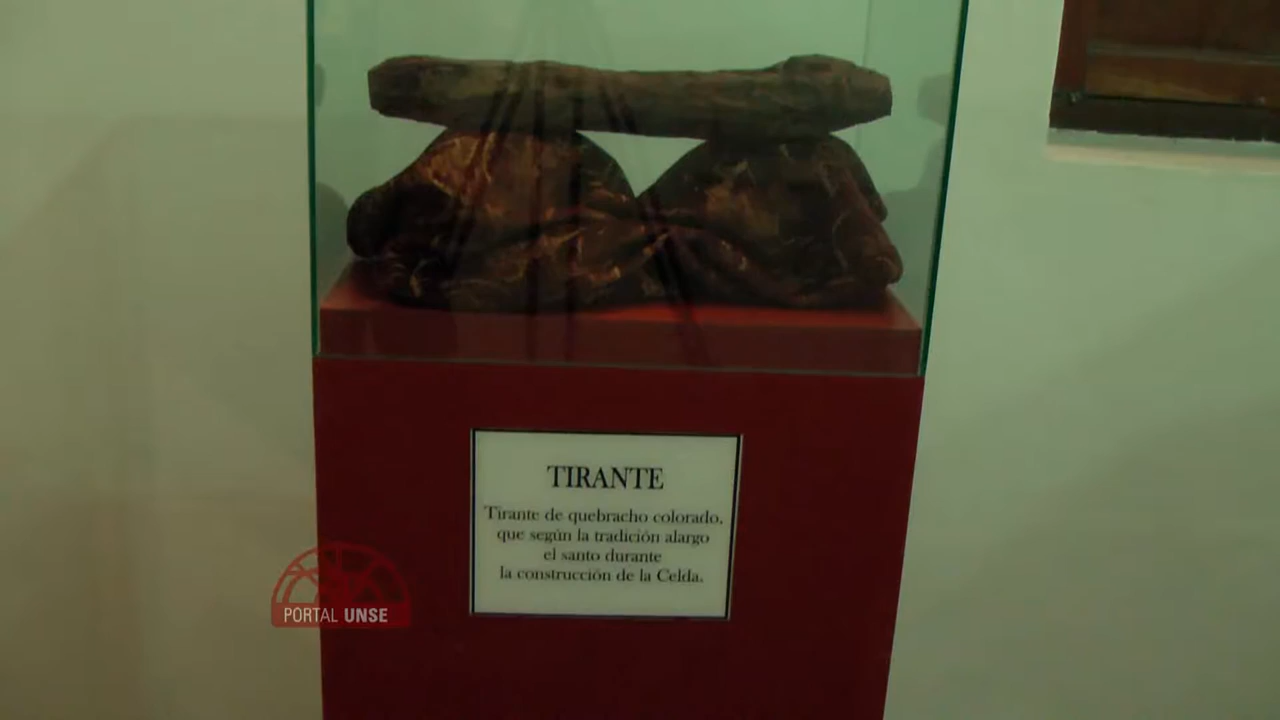 TIRANTE
Tirante de quebracho colorado,
que según la tradición alargo
el santo durante
la construcción de la Celda.
PORTAL UNSE